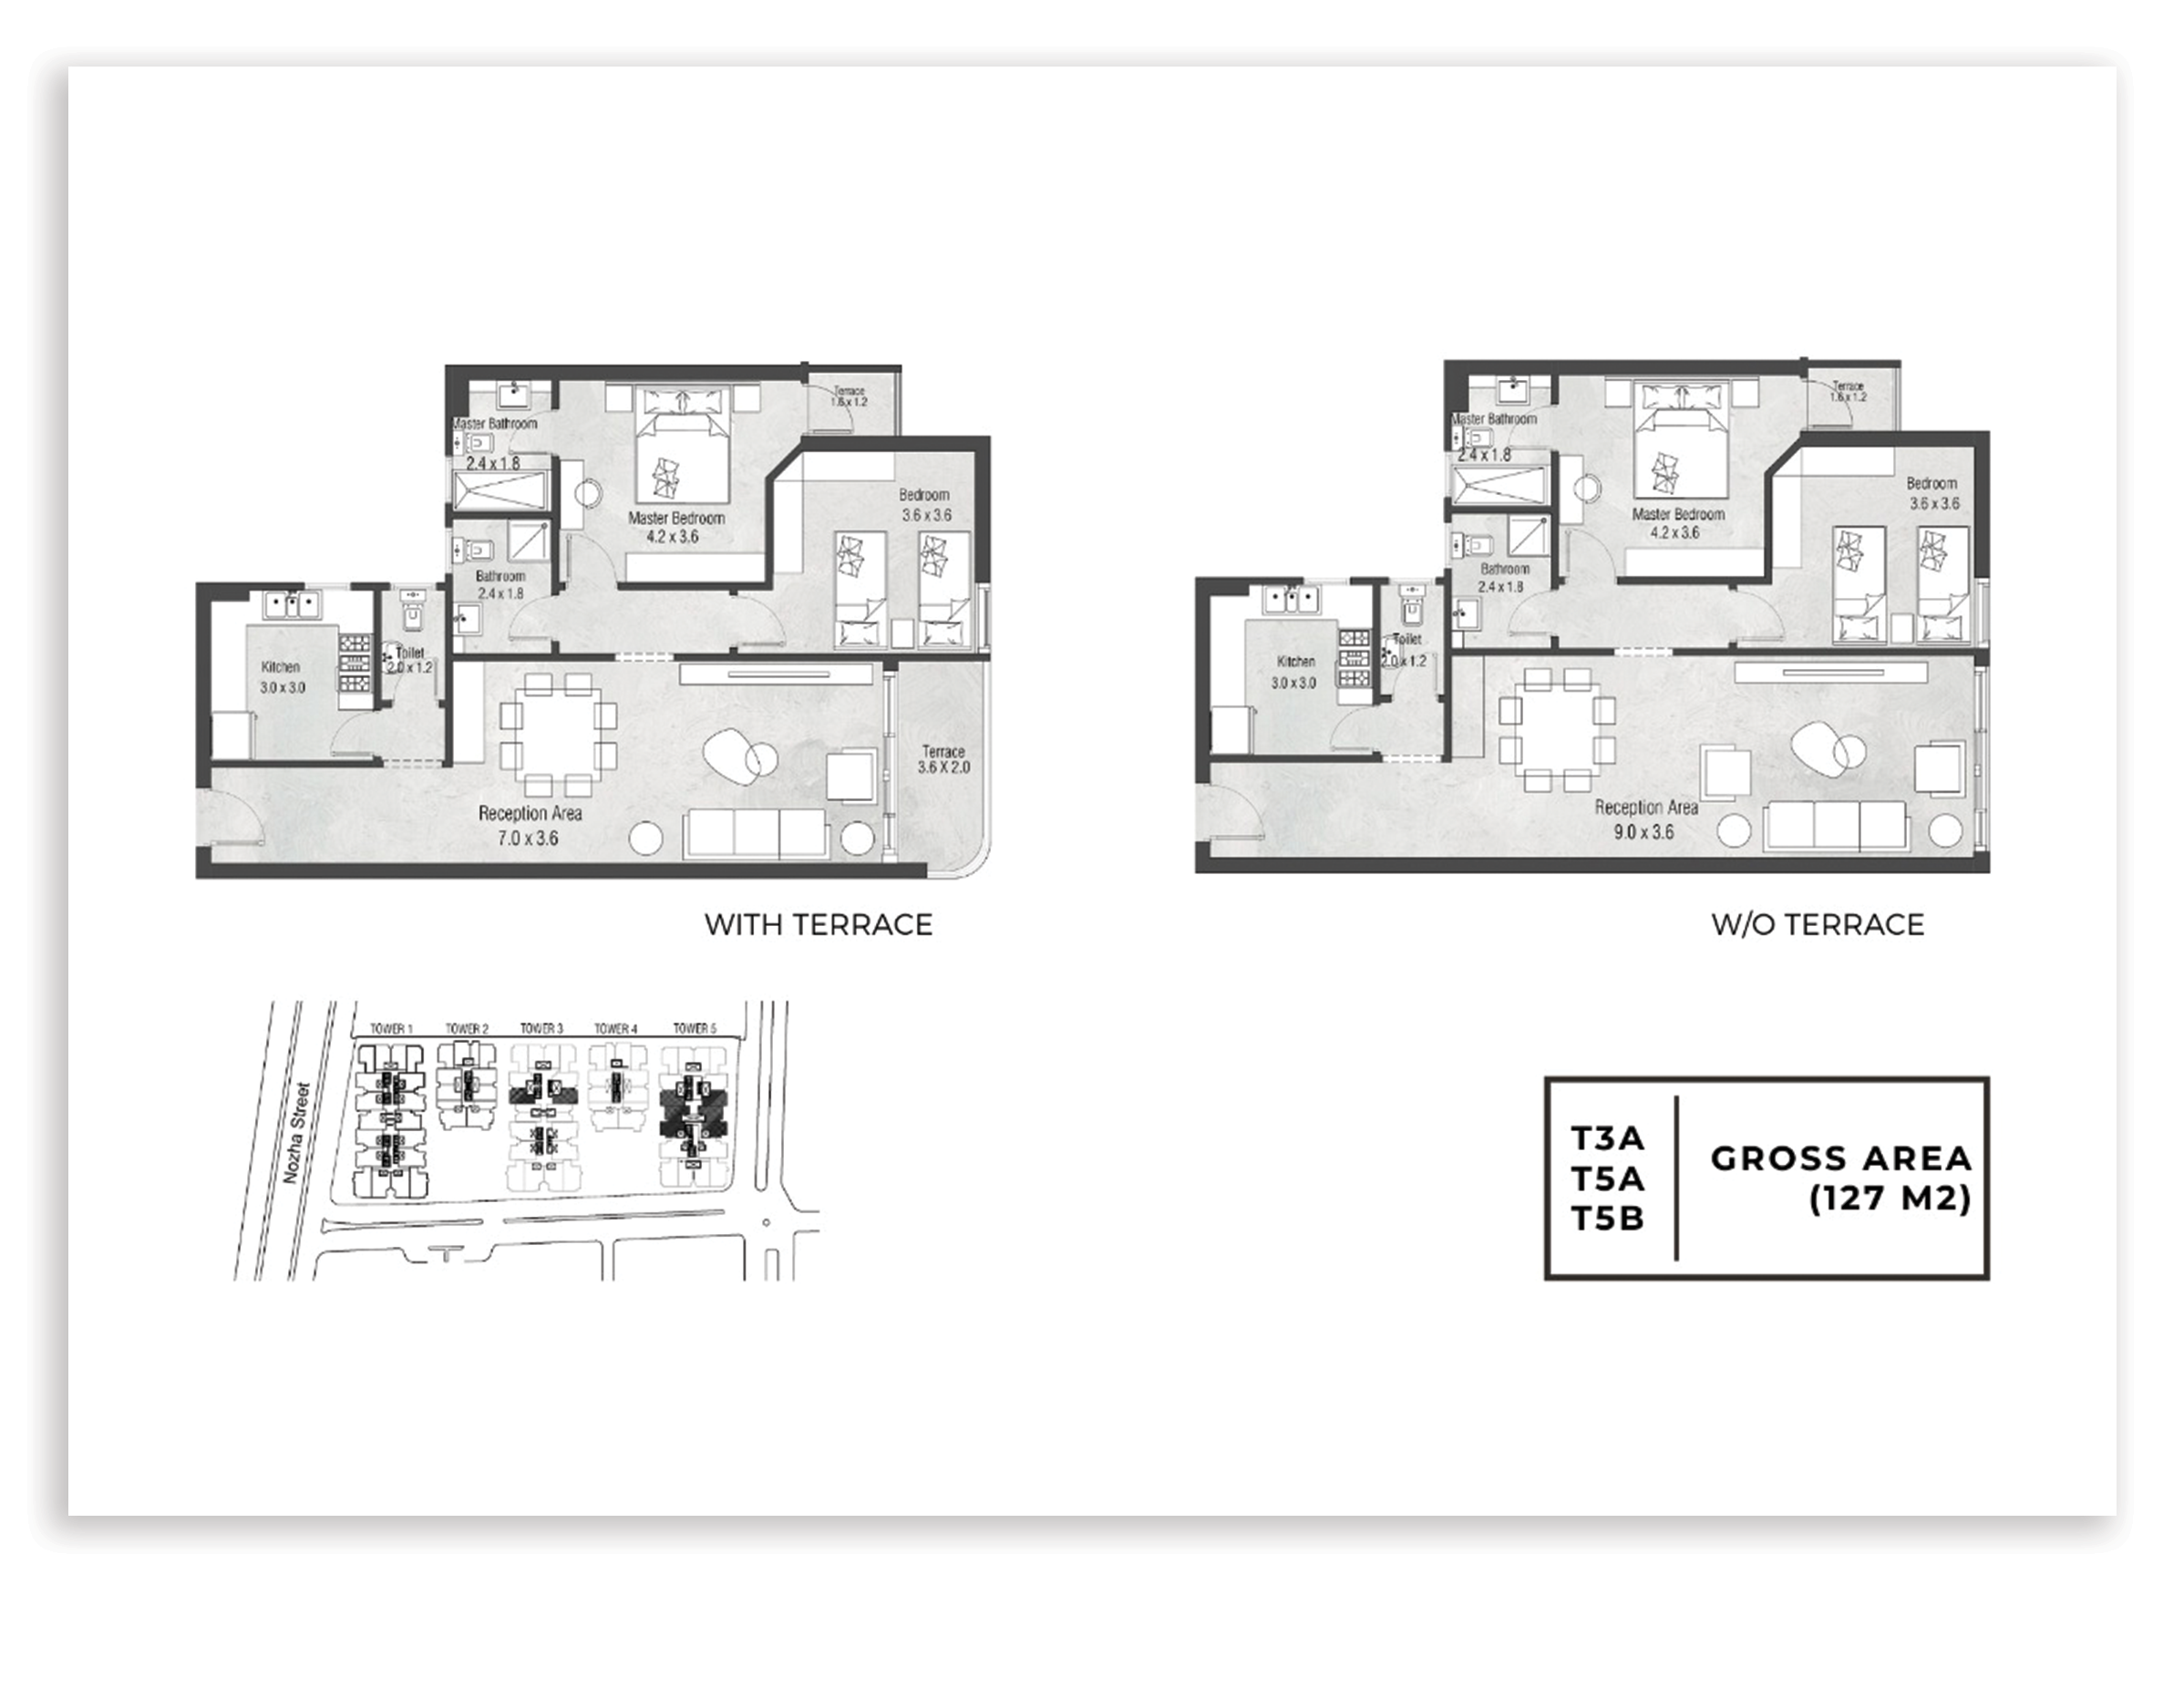 Terrace
1.6 x 1.2
Master Bathroom
2.4 x 1.8
Bedroom
3.6 x 3.6
Master Bedroom
4.2 x 3.6
Bathroom
2.4 x 1.8
Toilet
2.0 x 1.2
Kitchen
3.0 x 3.0
Terrace
3.6 X 2.0
Reception Area
7.0 x 3.6
WITH TERRACE
Terrace
1.6 x 1.2
Master Bathroom
2.4 x 1.8
Bedroom
3.6 x 3.6
Master Bedroom
4.2 x 3.6
Bathroom
2.4 x 1.8
Toilet
2.0 x 1.2
Kitchen
3.0 x 3.0
Reception Area
9.0 x 3.6
W/O TERRACE
TOWER 1
TOWER 2
TOWER 3
TOWER 4
TOWER 5
Nozha Street
T3A
T5A
T5B
GROSS AREA
(127 M2)